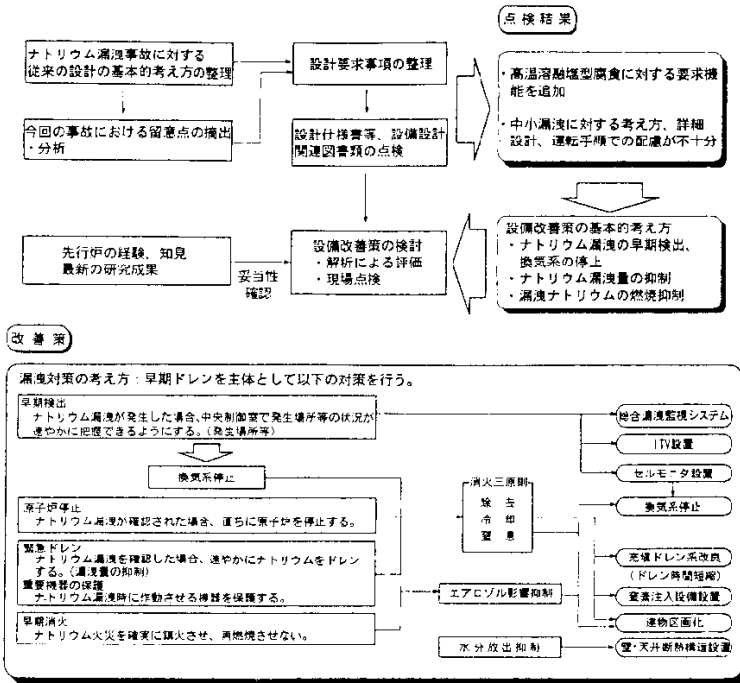 点検結果
ナトリウム漏洩事故に対する
従来の設計の基本的考え方の整理
設計要求事項の整理
・高温溶融塩型腐食に対する要求機
能を追加
・中小漏洩に対する考え方、詳細
設計、運転手順での配慮が不十分
今回の事故における留意点の摘出
・分析
設計仕様書等、設備設計
関連図書類の点検
先行炉の経験、知見
最新の研究成果
妥当性
確認
設備改善策の検討
・解析による評価
・現場点検
設備改善策の基本的考え方
・ナトリウム漏洩の早期検出、
換気系の停止
・ナトリウム漏洩量の抑制
・漏洩ナトリウムの燃焼抑制
改善策
漏洩対策の考え方:早期ドレンを主体として以下の対策を行う。
早期検出
ナトリウム漏洩が発生した場合、中央制御室で発生場所等の状況が
速やかに把握できるようにする。(発生場所等)
換気系停止
原子炉停止
ナトリウム漏洩が確認された場合、直ちに原子炉を停止する。
緊急ドレン
ナトリウム漏洩を確認した場合、速やかにナトリウムをドレン
する。(漏洩量の抑制)
重要機器の保護
ナトリウム漏洩時に作動させる機器を保護する。
早期消火
ナトリウム火災を確実に鎮火させ、再燃焼させない。
消火三原則
除去
冷却
窒息
エアロゾル影響抑制
水分放出抑制
総合漏洩監視システム
ITV設置
セルモニタ設置
換気系停止
充填ドレン系改良
(ドレン時間短縮)
窒素注入設備設置
建物区画化
壁・天井断熱構造設置